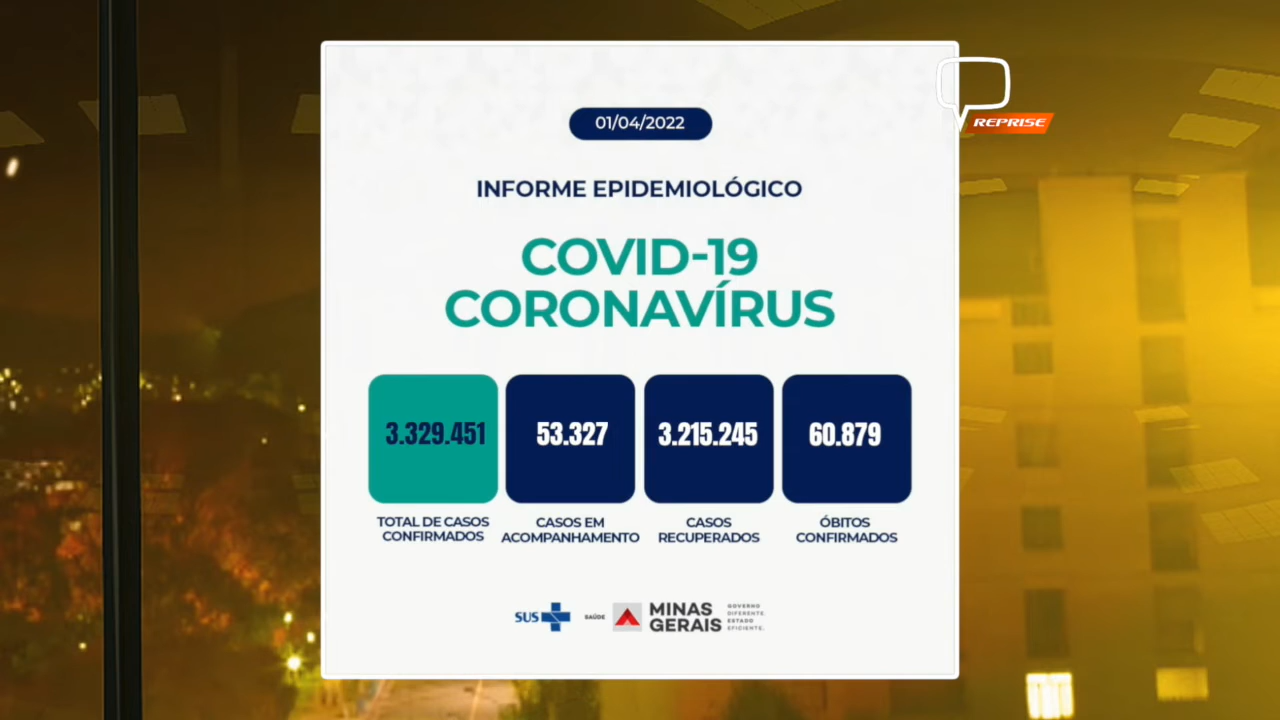 01/04/2022
REPRISE
INFORME EPIDEMIOLÓGICO
COVID-19
CORONAVÍRUS
3.329.451
53.327
3.215.245
60.879
TOTAL DE CASOS
CONFIRMADOS
CASOS EM
ACOMPANHAMENTO
CASOS
RECUPERADOS
ÓBITOS
CONFIRMADOS
SUS
SAÚDE
MINAS
GERAIS
GOVERNO
DIFERENTE.
ESTADO
EFICIENTE.